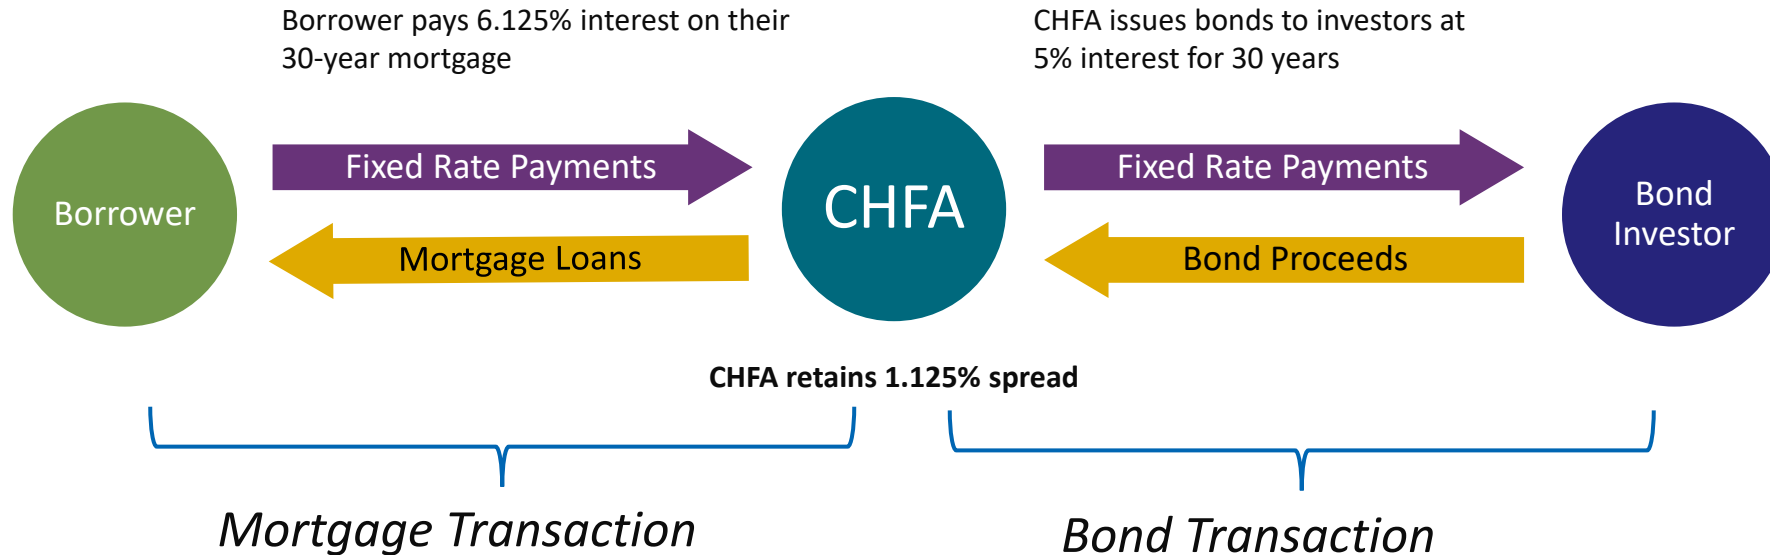 Borrower pays 6.125% interest on their
30-year mortgage
CHFA issues bonds to investors at
5% interest for 30 years
Borrower
Fixed Rate Payments
Mortgage Loans
CHFA
Fixed Rate Payments
Bond Proceeds
Bond
Investor
CHFA retains 1.125% spread
Mortgage Transaction
Bond Transaction